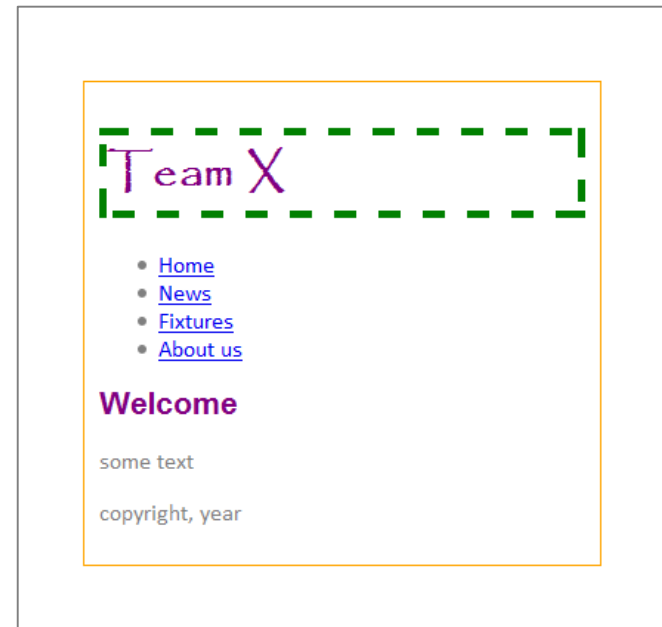 Team X
Home
News
Fixtures
About us
Welcome
some text
copyright, year